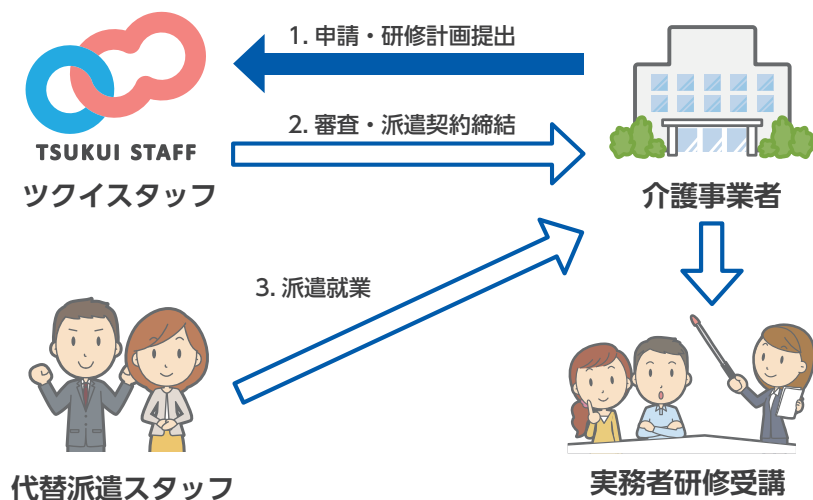 1. 申請・研修計画提出
2. 審査・派遣契約締結
TSUKUI STAFF
ツクイスタッフ
介護事業者
3. 派遣就業
代替派遣スタッフ
実務者研修受講